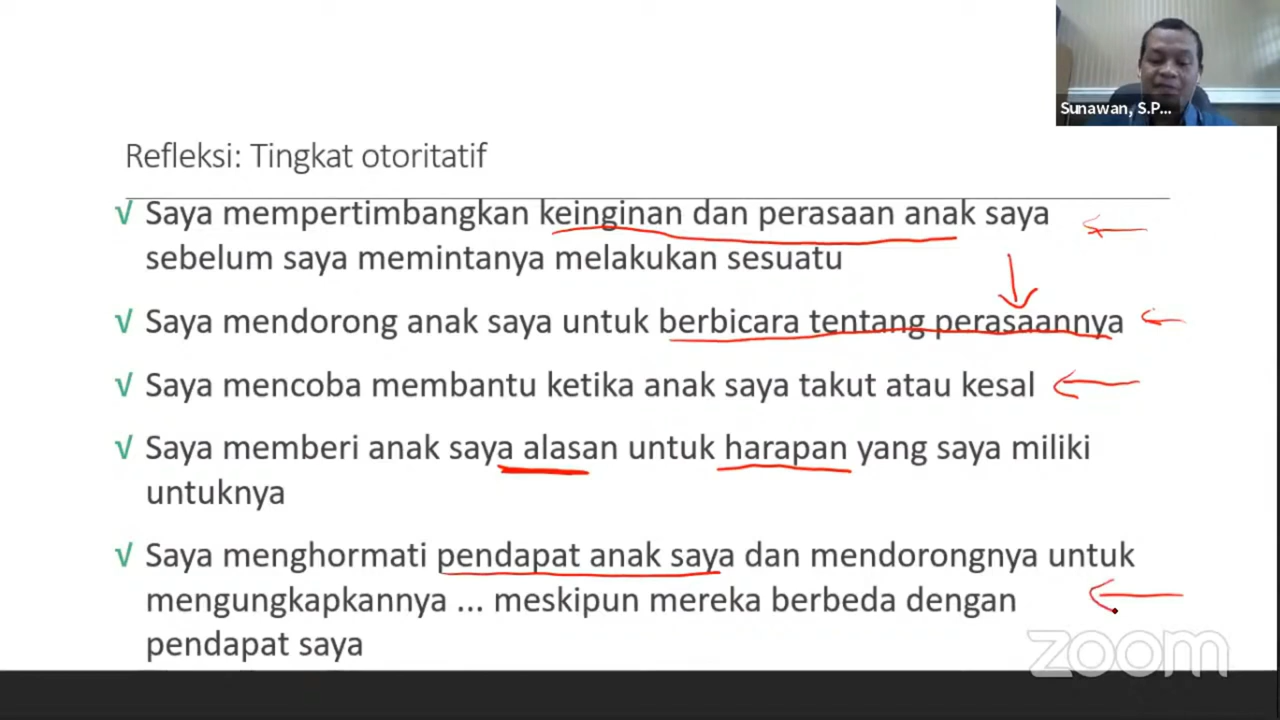 Sunawan, S.P...
Refleksi: Tingkat otoritatif
√ Saya mempertimbangkan keinginan dan perasaan anak saya
sebelum saya memintanya melakukan sesuatu
√ Saya mendorong anak saya untuk berbicara tentang perasaannya
√ Saya mencoba membantu ketika anak saya takut atau kesal
√ Saya memberi anak saya alasan untuk harapan yang saya miliki
untuknya
√ Saya menghormati pendapat anak saya dan mendorongnya untuk
mengungkapkannya ... meskipun mereka berbeda dengan
pendapat saya
zoom